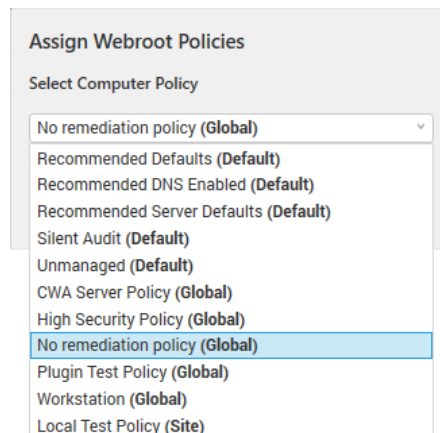 Assign Webroot Policies
Select Computer Policy
No remediation policy (Global)
Recommended Defaults (Default)
Recommended DNS Enabled (Default)
Recommended Server Defaults (Default)
Silent Audit (Default)
Unmanaged (Default)
CWA Server Policy (Global)
High Security Policy (Global)
No remediation policy (Global)
Plugin Test Policy (Global)
Workstation (Global)
Local Test Policy (Site)